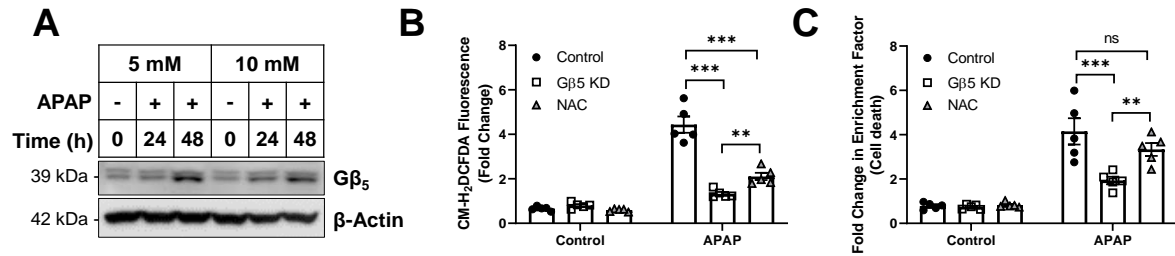 A
5 mM 10 mM
APAP - + + - + +
Time (h) 0 24 48 0 24 48
39 kDa Gβ₅
42 kDa β-Actin
B
CM-H₂DCFDA Fluorescence
(Fold Change)
8
6
4
2
0
Control
Gβ5 KD
NAC
***
***
**
Control APAP
C
Fold Change in Enrichment Factor
(Cell death)
8
6
4
2
0
Control
Gβ5 KD
NAC
ns
***
**
Control APAP